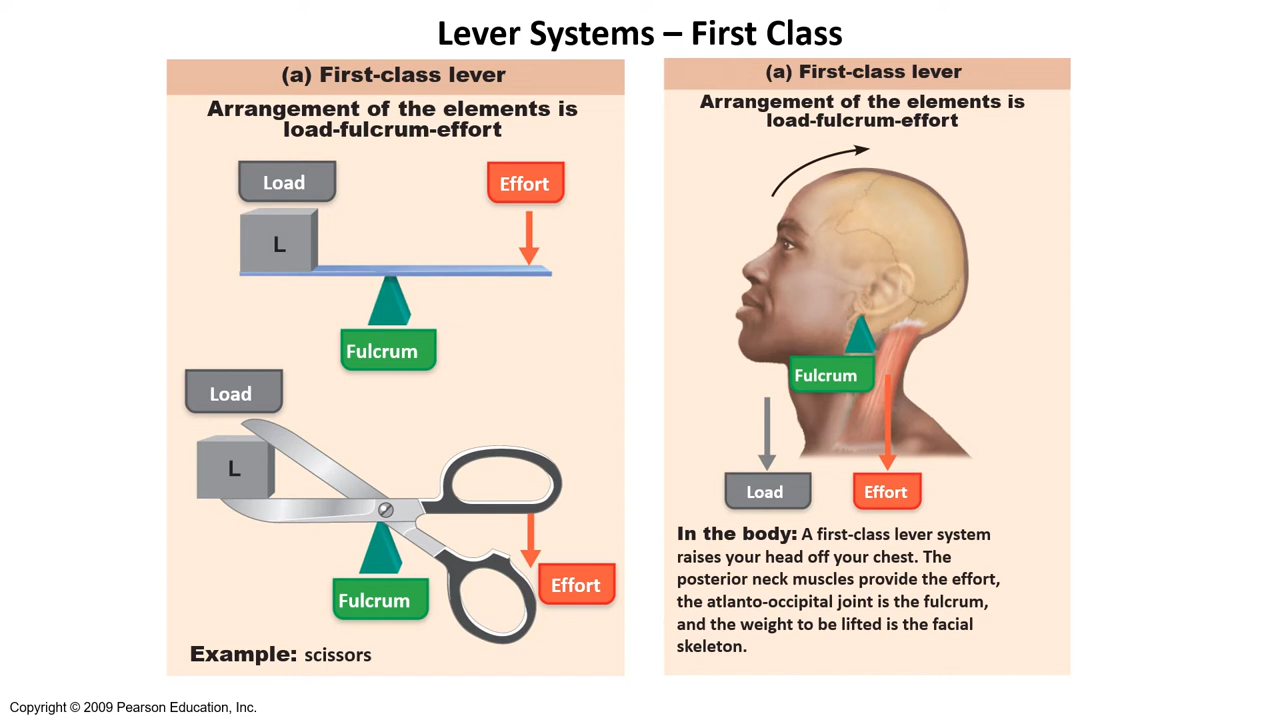 Lever Systems – First Class
(a) First-class lever
Arrangement of the elements is
load-fulcrum-effort
Load
Effort
L
Fulcrum
Load
L
Fulcrum
Effort
Example: scissors
(a) First-class lever
Arrangement of the elements is
load-fulcrum-effort
Fulcrum
Load
Effort
In the body: A first-class lever system
raises your head off your chest. The
posterior neck muscles provide the effort,
the atlanto-occipital joint is the fulcrum,
and the weight to be lifted is the facial
skeleton.
Copyright © 2009 Pearson Education, Inc.